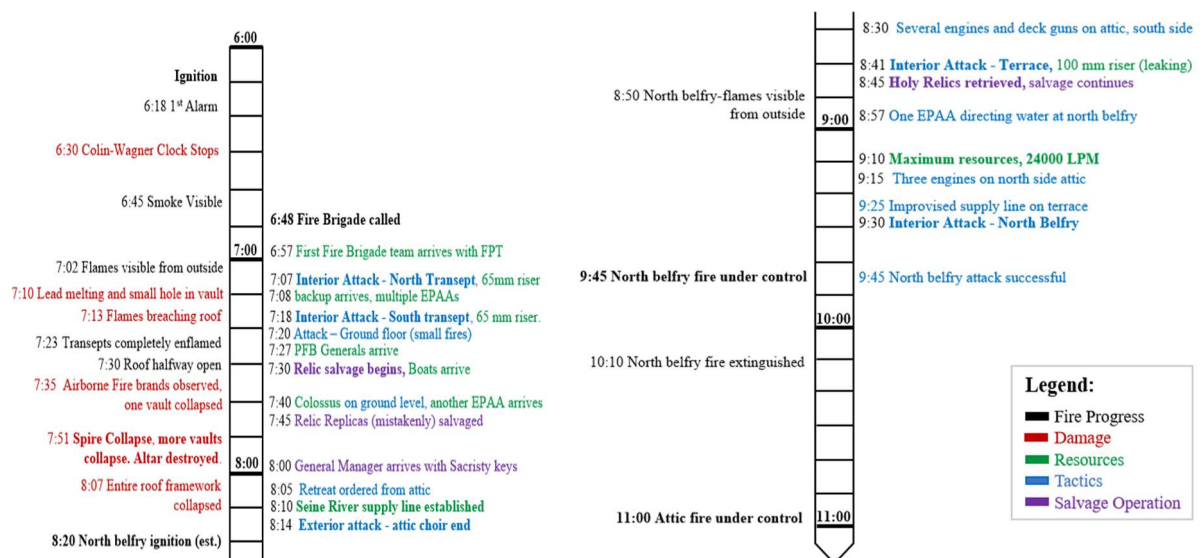 6:00
Ignition
6:18 1st Alarm
6:30 Colin-Wagner Clock Stops
6:45 Smoke Visible
6:48 Fire Brigade called
7:00
6:57 First Fire Brigade team arrives with FPT
7:02 Flames visible from outside
7:07 Interior Attack - North Transept, 65mm riser
7:10 Lead melting and small hole in vault
7:08 backup arrives, multiple EPAAs
7:13 Flames breaching roof
7:18 Interior Attack - South transept, 65 mm riser.
7:20 Attack – Ground floor (small fires)
7:23 Transepts completely enflamed
7:27 PFB Generals arrive
7:30 Roof halfway open
7:30 Relic salvage begins, Boats arrive
7:35 Airborne Fire brands observed,
one vault collapsed
7:40 Colossus on ground level, another EPAA arrives
7:45 Relic Replicas (mistakenly) salvaged
7:51 Spire Collapse, more vaults
collapse. Altar destroyed.
8:00
8:00 General Manager arrives with Sacristy keys
8:07 Entire roof framework
collapsed
8:05 Retreat ordered from attic
8:10 Seine River supply line established
8:14 Exterior attack - attic choir end
8:20 North belfry ignition (est.)
8:30 Several engines and deck guns on attic, south side
8:41 Interior Attack - Terrace, 100 mm riser (leaking)
8:45 Holy Relics retrieved, salvage continues
8:50 North belfry-flames visible
from outside
9:00
8:57 One EPAA directing water at north belfry
9:10 Maximum resources, 24000 LPM
9:15 Three engines on north side attic
9:25 Improvised supply line on terrace
9:30 Interior Attack - North Belfry
9:45 North belfry fire under control
9:45 North belfry attack successful
10:00
10:10 North belfry fire extinguished
11:00 Attic fire under control
11:00
Legend:
Fire Progress
Damage
Resources
Tactics
Salvage Operation